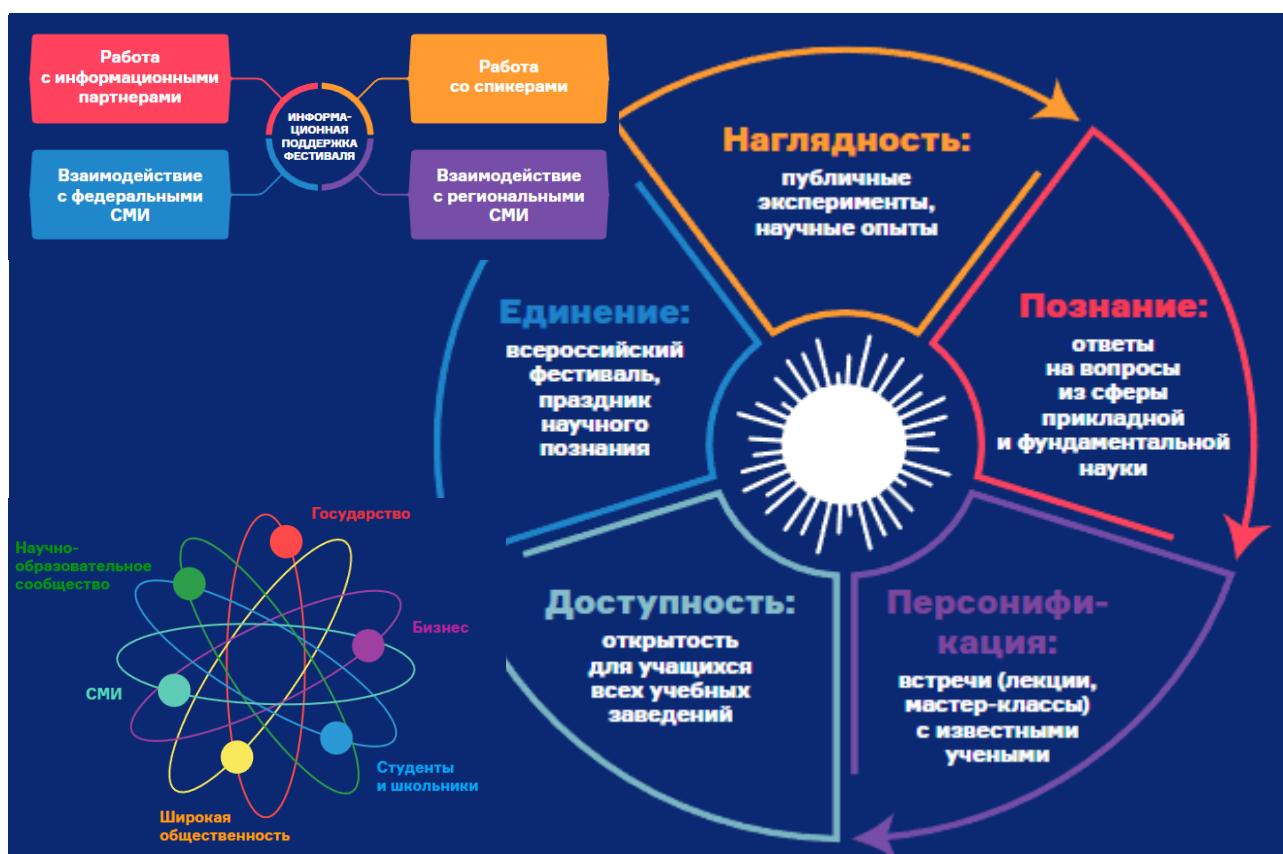 Работа
с информационными
партнерами
Работа
со спикерами
ИНФОРМА-
ЦИОННАЯ
ПОДДЕРЖКА
ФЕСТИВАЛЯ
Взаимодействие
с федеральными
СМИ
Взаимодействие
с региональными
СМИ
Наглядность:
публичные
эксперименты,
научные опыты
Познание:
ответы
на вопросы
из сферы
прикладной
и фундаментальной
науки
Персонифи-
кация:
встречи (лекции,
мастер-классы)
с известными
учеными
Доступность:
открытость
для учащихся
всех учебных
заведений
Единение:
всероссийский
фестиваль,
праздник
научного
познания
Государство
Научно-
образовательное
сообщество
Бизнес
СМИ
Студенты
и школьники
Широкая
общественность